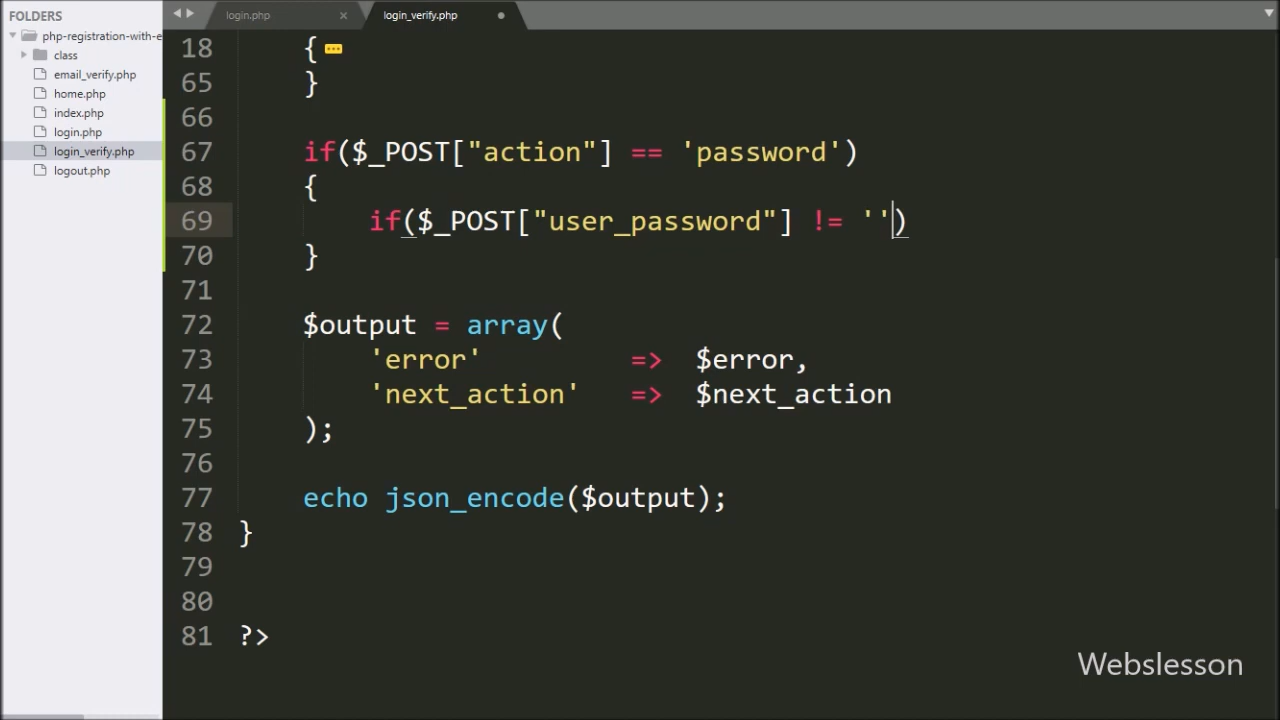 FOLDERS
php-registration-with-e
class
email_verify.php
home.php
index.php
login.php
login_verify.php
logout.php
login.php
login_verify.php
18 {
65 }
66
67 if($_POST["action"] == 'password')
68 {
69 if($_POST["user_password"] != '')
70 }
71
72 $output = array(
73 'error' => $error,
74 'next_action' => $next_action
75 );
76
77 echo json_encode($output);
78 }
79
80
81 ?>
Webslesson